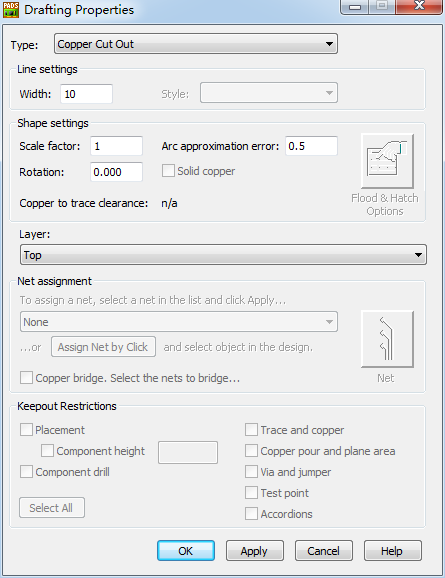 PADS
Drafting Properties
Type: Copper Cut Out
Line settings
Width: 10 Style:
Shape settings
Scale factor: 1 Arc approximation error: 0.5
Rotation: 0.000 Solid copper
Flood & Hatch
Options
Copper to trace clearance: n/a
Layer:
Top
Net assignment
To assign a net, select a net in the list and click Apply...
None
...or Assign Net by Click and select object in the design.
Copper bridge. Select the nets to bridge...
Net
Keepout Restrictions
Placement Trace and copper
Component height Copper pour and plane area
Component drill Via and jumper
Test point
Select All Accordions
OK Apply Cancel Help